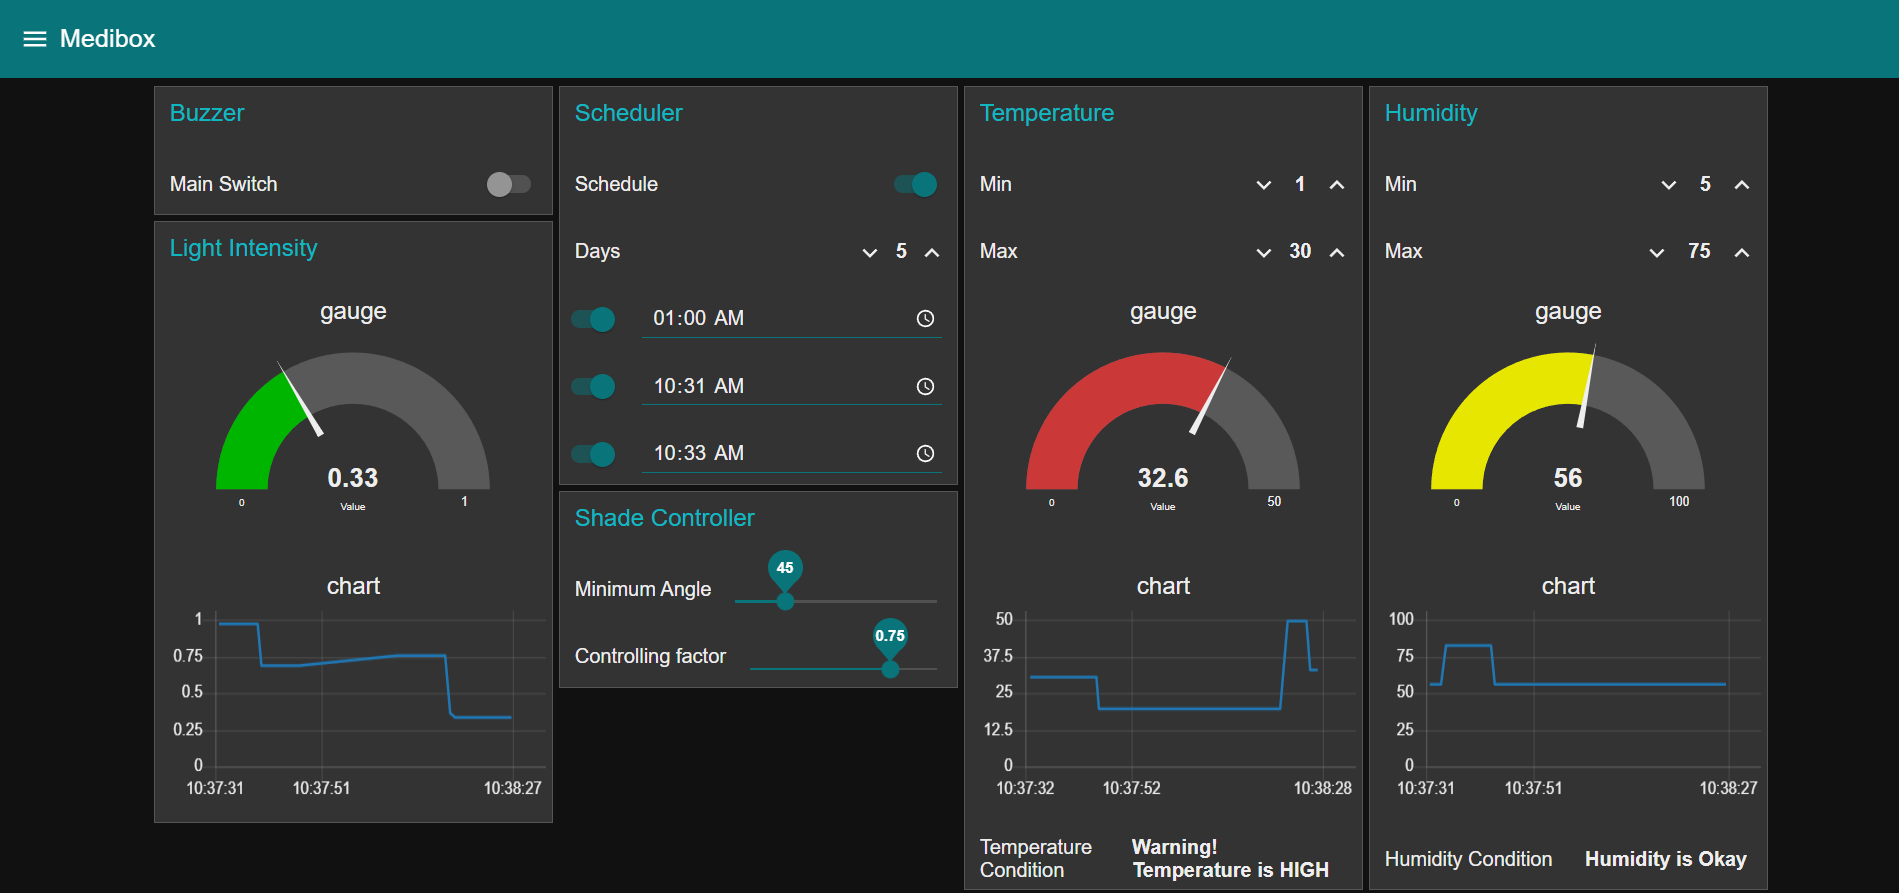 Medibox
Buzzer
Main Switch
Light Intensity
gauge
0.33
Value
0
1
chart
1
0.75
0.5
0.25
0
10:37:31
10:37:51
10:38:27
Scheduler
Schedule
Days
5
01:00 AM
10:31 AM
10:33 AM
Shade Controller
45
Minimum Angle
0.75
Controlling factor
Temperature
Min
1
Max
30
gauge
32.6
Value
0
50
chart
50
37.5
25
12.5
0
10:37:32
10:37:52
10:38:28
Temperature
Condition
Warning!
Temperature is HIGH
Humidity
Min
5
Max
75
gauge
56
Value
0
100
chart
100
75
50
25
0
10:37:31
10:37:51
10:38:27
Humidity Condition
Humidity is Okay